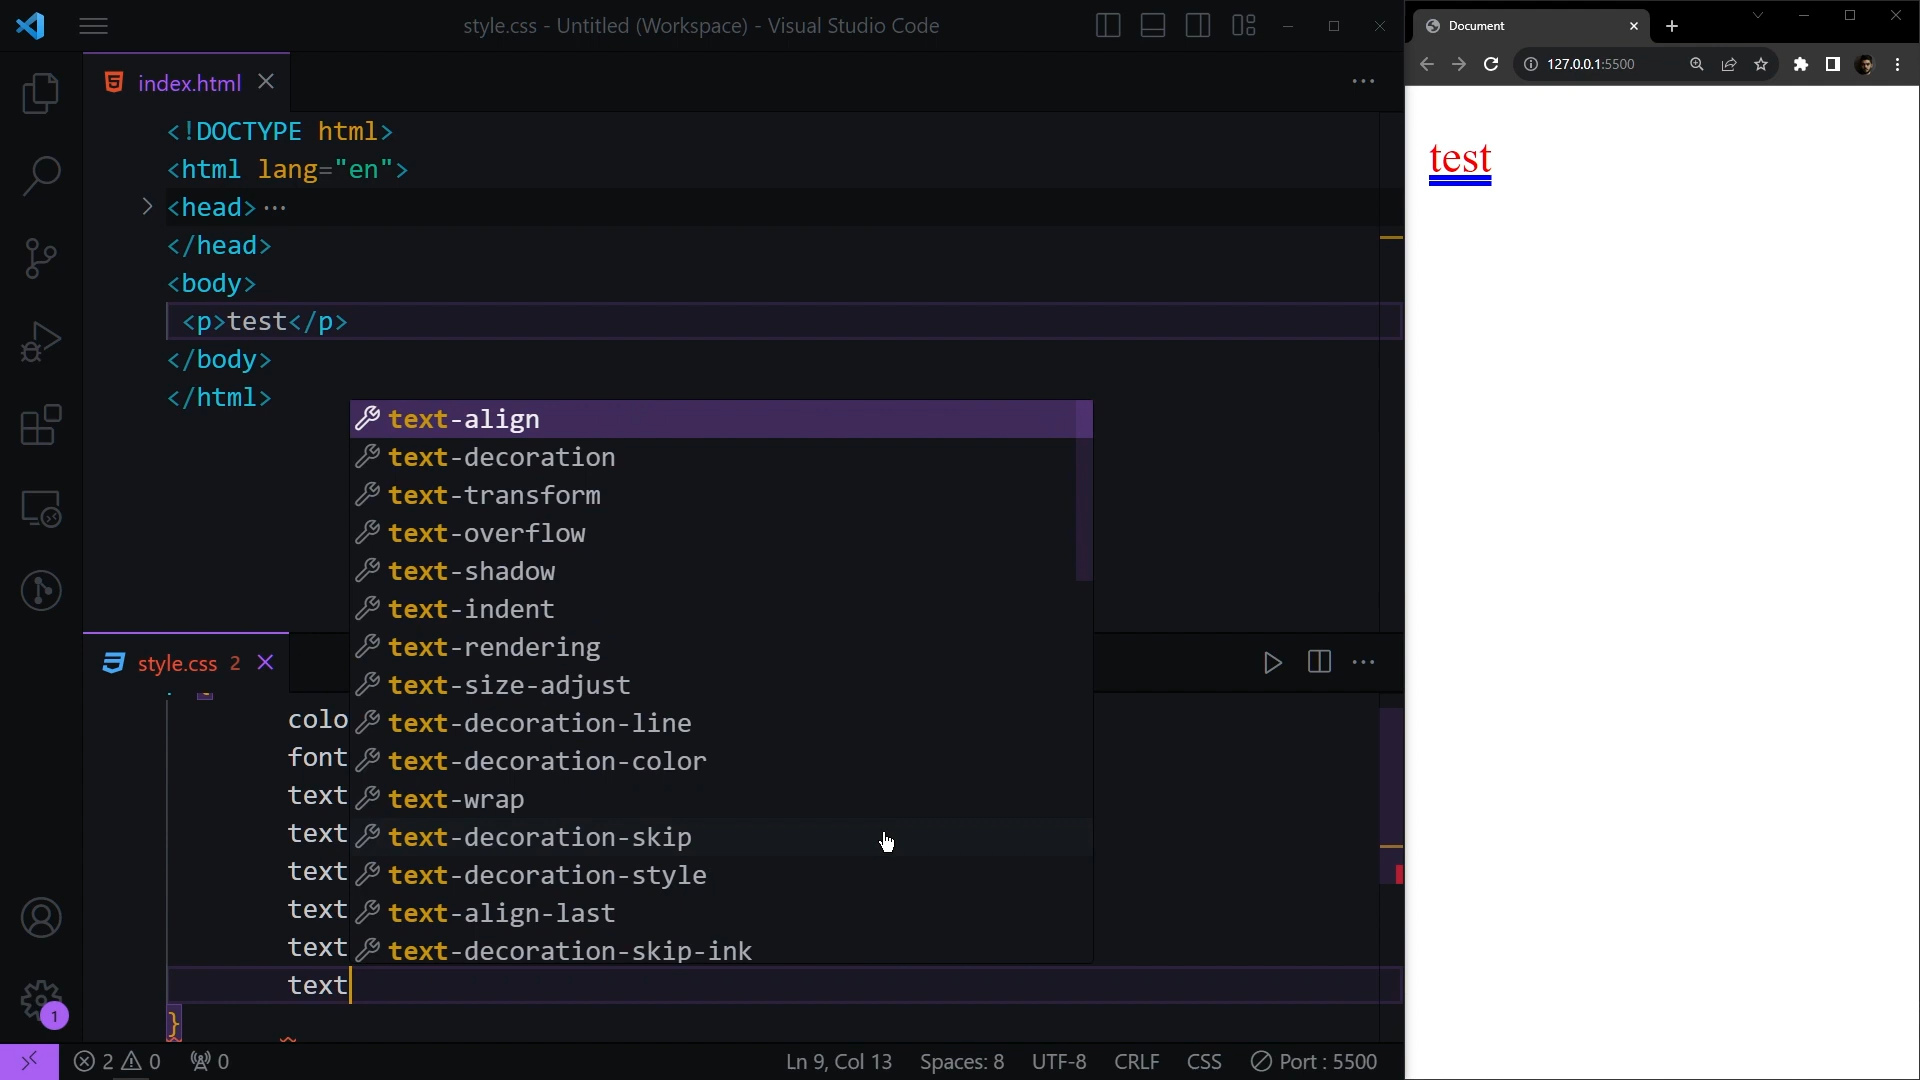 style.css - Untitled (Workspace) - Visual Studio Code
index.html
<!DOCTYPE html>
<html lang="en">
<head>···
</head>
<body>
<p>test</p>
</body>
</html>
text-align
text-decoration
text-transform
text-overflow
text-shadow
text-indent
text-rendering
text-size-adjust
text-decoration-line
text-decoration-color
text-wrap
text-decoration-skip
text-decoration-style
text-align-last
text-decoration-skip-ink
style.css 2
colo
font
text
text
text
text
text
text
}
1
2 0 0
Ln 9, Col 13 Spaces: 8 UTF-8 CRLF CSS Port : 5500
Document
127.0.0.1:5500
test